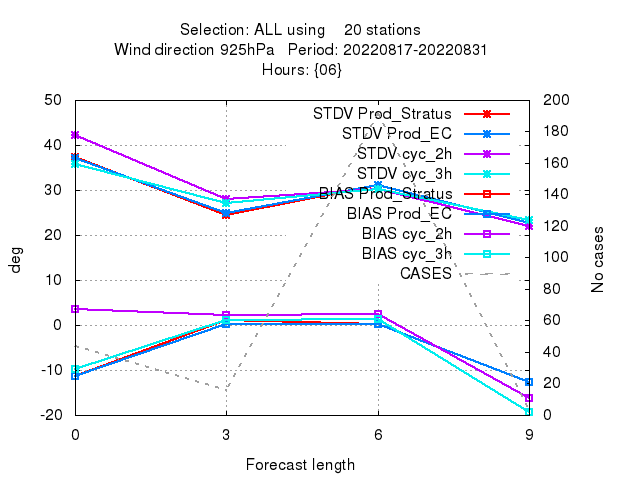 Selection: ALL using 20 stations
Wind direction 925hPa Period: 20220817-20220831
Hours: {06}
50 200
STDV Prod_Stratus
180
STDV Prod_EC
40
STDV cyc_2h
160
STDV cyc_3h
30
BIAS Prod_Stratus
140
BIAS Prod_EC
20
120
BIAS cyc_2h
BIAS cyc_3h
100
CASES
10
80
0
60
40
-10
20
-20 0
0 3 6 9
deg
No cases
Forecast length